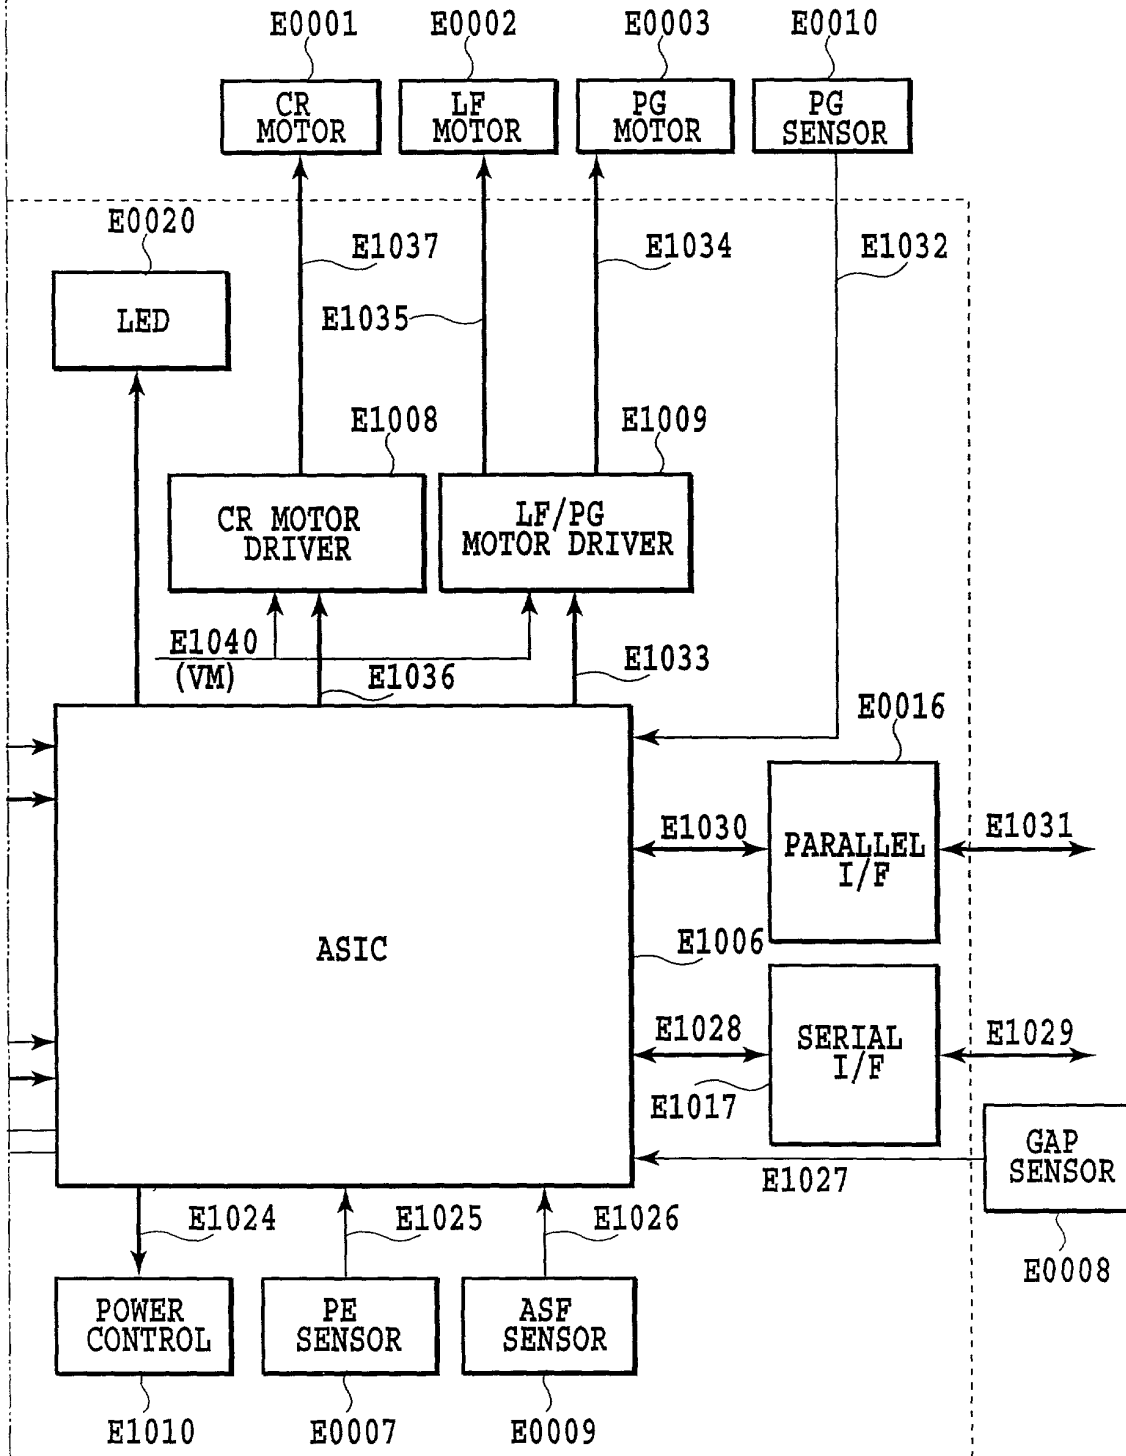 E0001
E0002
E0003
E0010
CR
MOTOR
LF
MOTOR
PG
MOTOR
PG
SENSOR
E0020
E1037
E1034
E1032
LED
E1035
E1008
E1009
CR MOTOR
DRIVER
LF/PG
MOTOR DRIVER
E1040
(VM)
E1036
E1033
E0016
E1030
PARALLEL
I/F
E1031
ASIC
E1006
E1028
SERIAL
I/F
E1029
E1017
GAP
SENSOR
E1027
E1024
E1025
E1026
E0008
POWER
CONTROL
PE
SENSOR
ASF
SENSOR
E1010
E0007
E0009